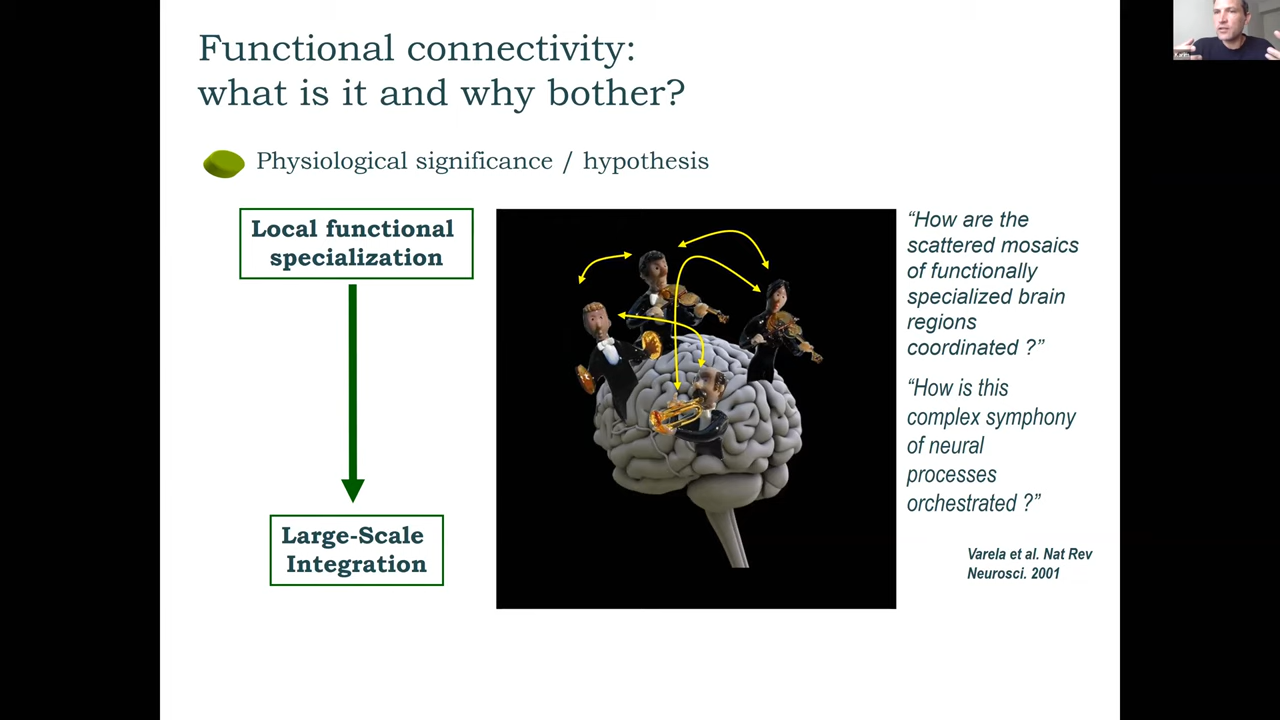 Functional connectivity:
what is it and why bother?
Physiological significance / hypothesis
Local functional
specialization
Large-Scale
Integration
“How are the
scattered mosaics
of functionally
specialized brain
regions
coordinated ?”
“How is this
complex symphony
of neural
processes
orchestrated ?”
Varela et al. Nat Rev
Neurosci. 2001